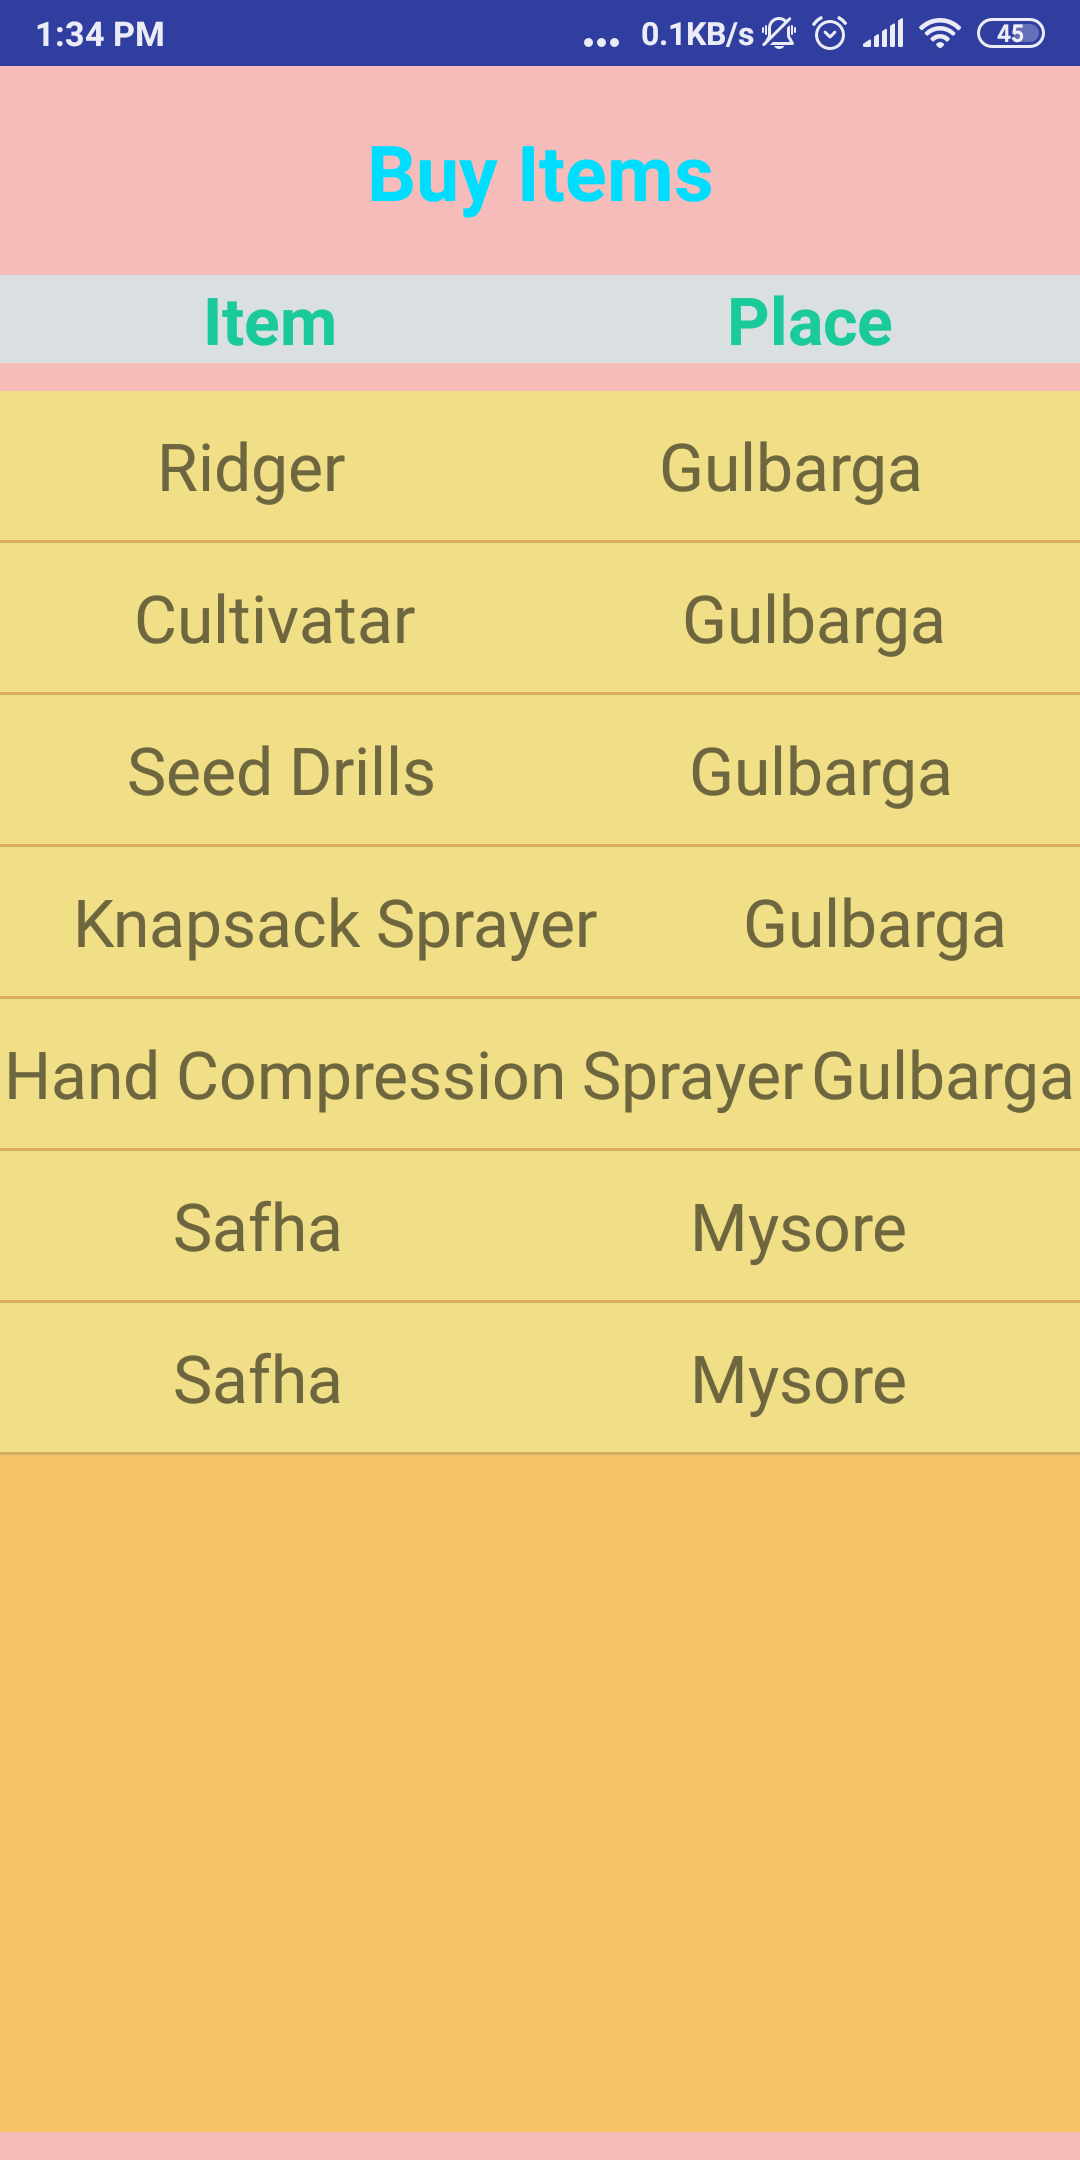 1:34 PM ... 0.1KB/s 45
Buy Items
Item Place
Ridger Gulbarga
Cultivatar Gulbarga
Seed Drills Gulbarga
Knapsack Sprayer Gulbarga
Hand Compression Sprayer Gulbarga
Safha Mysore
Safha Mysore